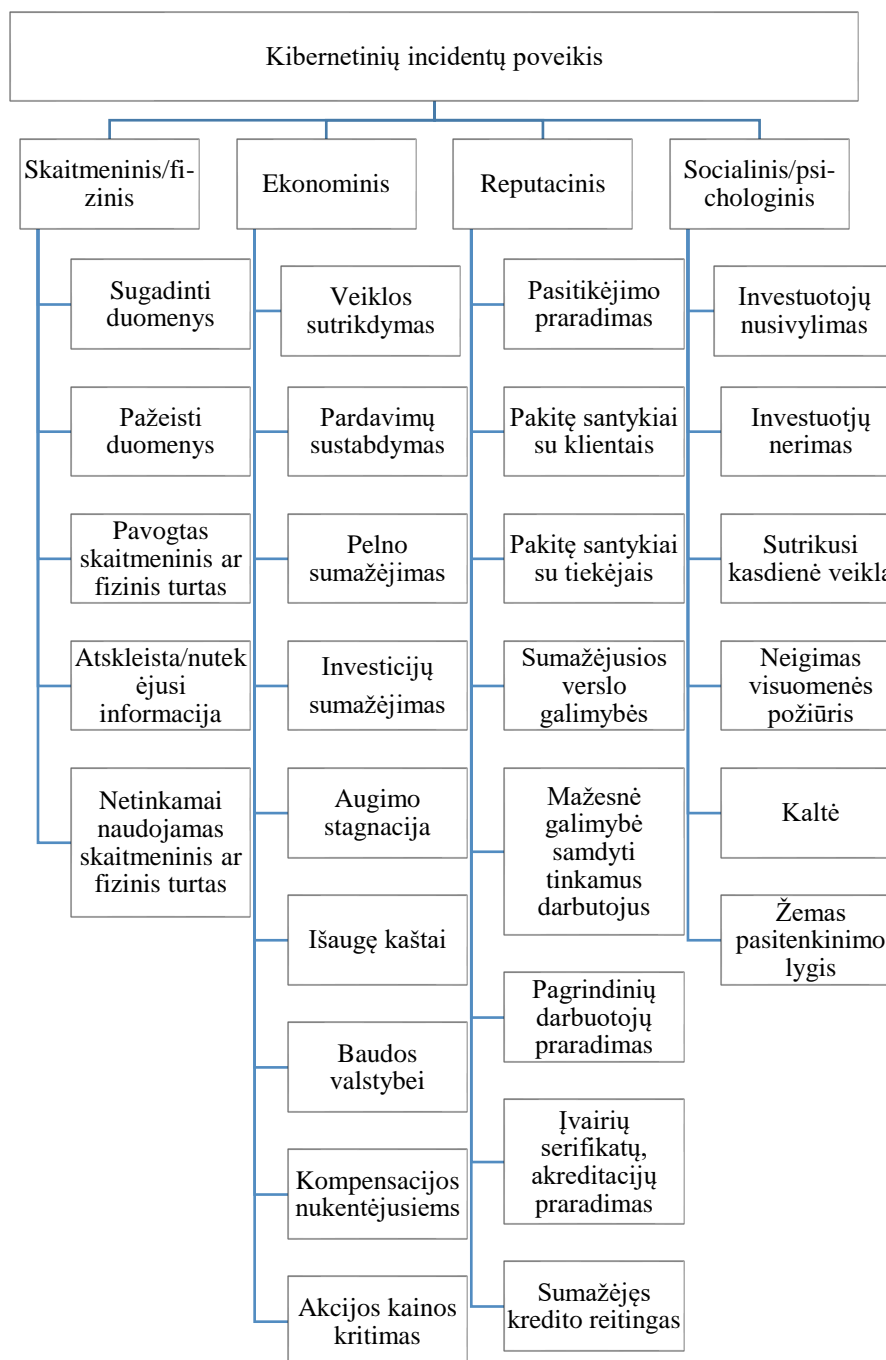 Kibernetinių incidentų poveikis
Skaitmeninis/fi-
zinis
Sugadinti
duomenys
Pažeisti
duomenys
Pavogtas
skaitmeninis ar
fizinis turtas
Atskleista/nutek
ėjusi
informacija
Netinkamai
naudojamas
skaitmeninis ar
fizinis turtas
Ekonominis
Veiklos
sutrikdymas
Pardavimų
sustabdymas
Pelno
sumažėjimas
Investicijų
sumažėjimas
Augimo
stagnacija
Išaugę kaštai
Baudos
valstybei
Kompensacijos
nukentėjusiems
Akcijos kainos
kritimas
Reputacinis
Pasitikėjimo
praradimas
Pakitę santykiai
su klientais
Pakitę santykiai
su tiekėjais
Sumažėjusios
verslo
galimybės
Mažesnė
galimybė
samdyti
tinkamus
darbutojus
Pagrindinių
darbuotojų
praradimas
Įvairių
serifikatų,
akreditacijų
praradimas
Sumažėjęs
kredito reitingas
Socialinis/psi-
chologinis
Investuotojų
nusivylimas
Investuotjų
nerimas
Sutrikusi
kasdienė veikla
Neigimas
visuomenės
požiūris
Kaltė
Žemas
pasitenkinimo
lygis